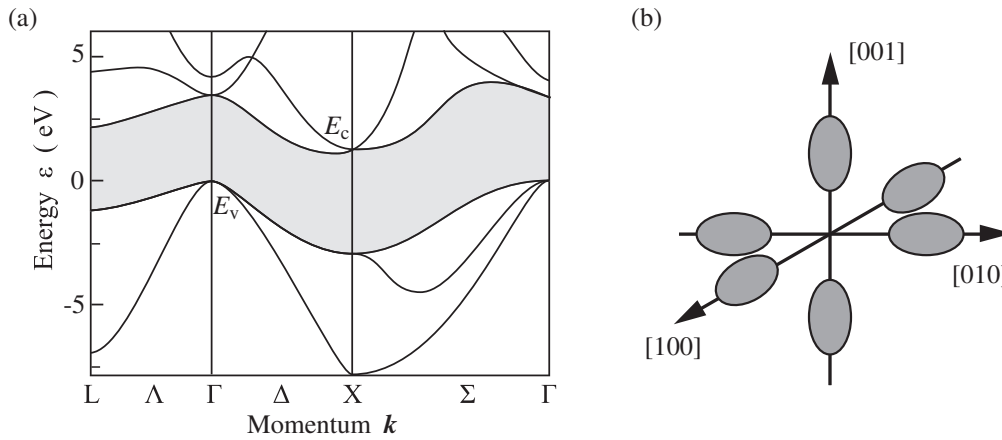 (a)
5
0
-5
Energy ε ( eV)
E_c
E_v
L Λ Γ Δ X Σ Γ
Momentum k
(b)
[001]
[010]
[100]